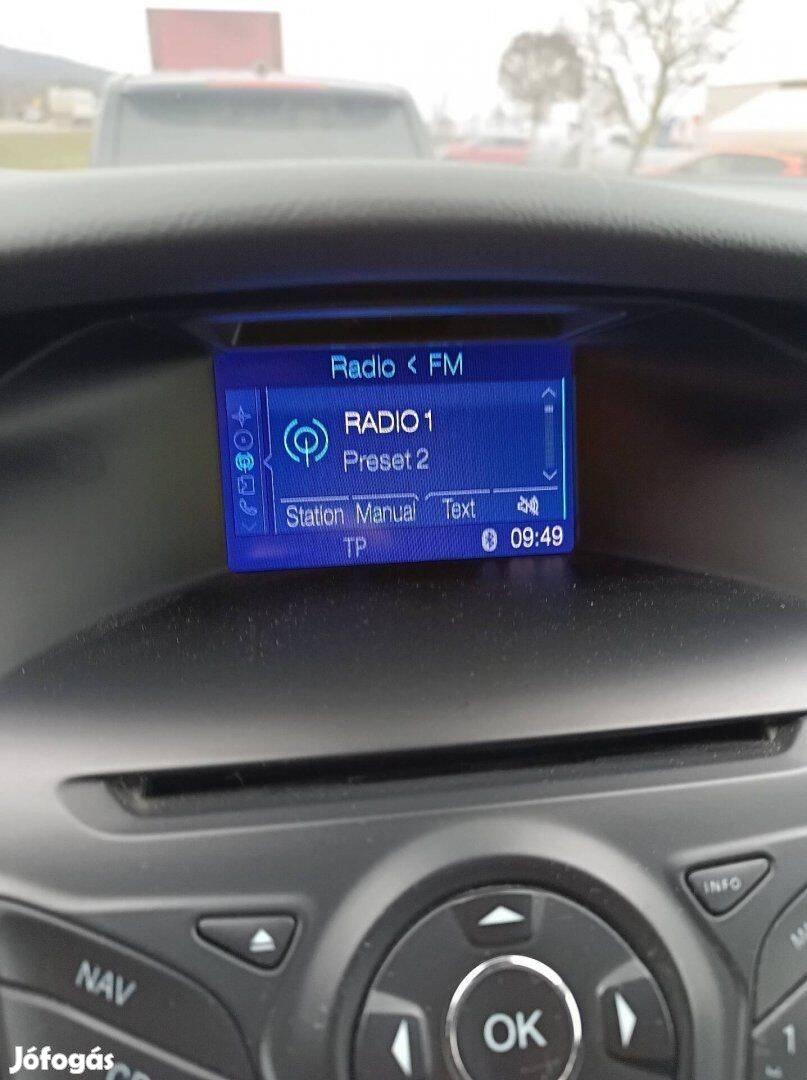 Radio < FM
RADIO 1
Preset 2
Station Manual Text
TP 09:49
INFO
NAV
OK
1
Jófogás